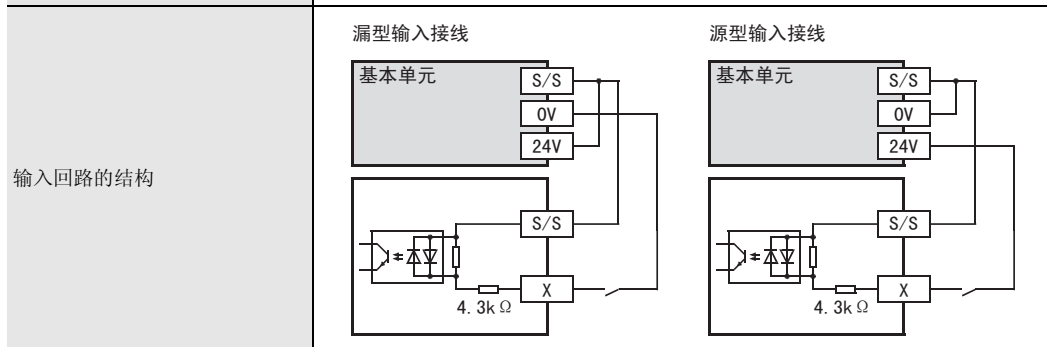 输入回路的结构
漏型输入接线
基本单元
S/S
0V
24V
S/S
X
4.3kΩ
源型输入接线
基本单元
S/S
0V
24V
S/S
X
4.3kΩ